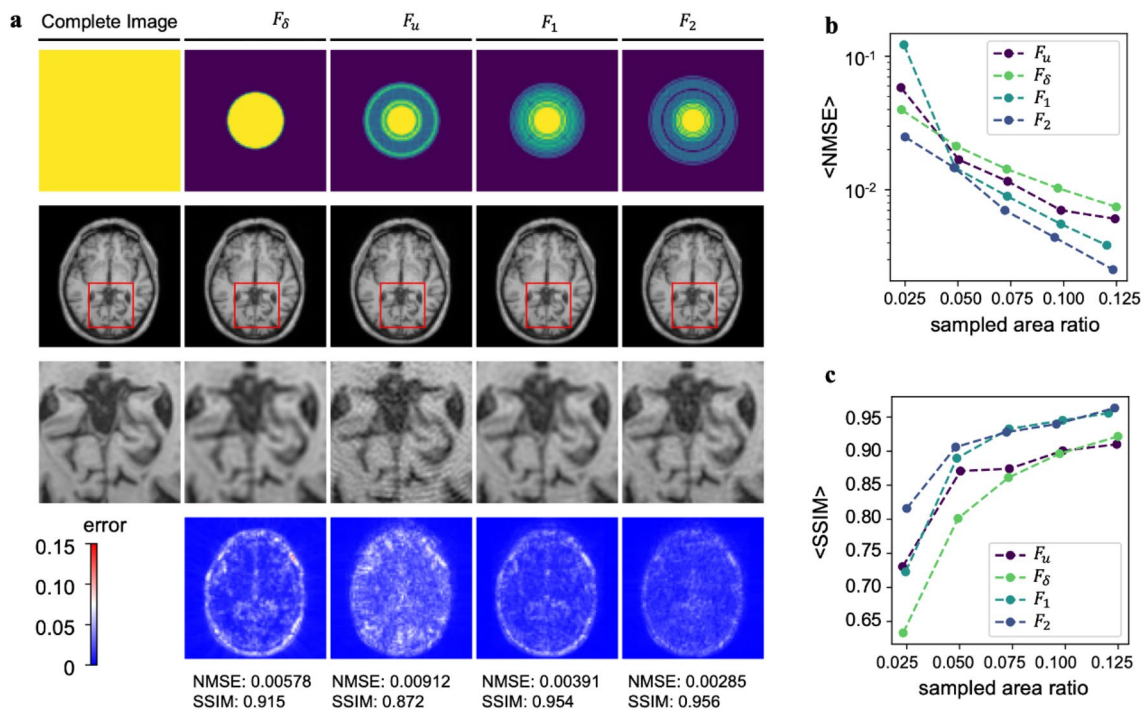 a
Complete Image F_δ F_u F_1 F_2
error
0.15
0.05
0
NMSE: 0.00578 NMSE: 0.00912 NMSE: 0.00391 NMSE: 0.00285
SSIM: 0.915 SSIM: 0.872 SSIM: 0.954 SSIM: 0.956
b
<NMSE>
10⁻¹
10⁻²
F_u
F_δ
F_1
F_2
0.025 0.050 0.075 0.100 0.125
sampled area ratio
c
<SSIM>
0.95
0.90
0.85
0.80
0.75
0.70
0.65
F_u
F_δ
F_1
F_2
0.025 0.050 0.075 0.100 0.125
sampled area ratio